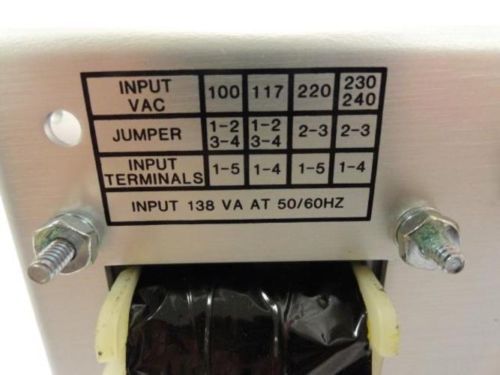 INPUT VAC 100 117 220 230 240
JUMPER 1-2 3-4 1-2 3-4 2-3 2-3
INPUT TERMINALS 1-5 1-4 1-5 1-4
INPUT 138 VA AT 50/60HZ